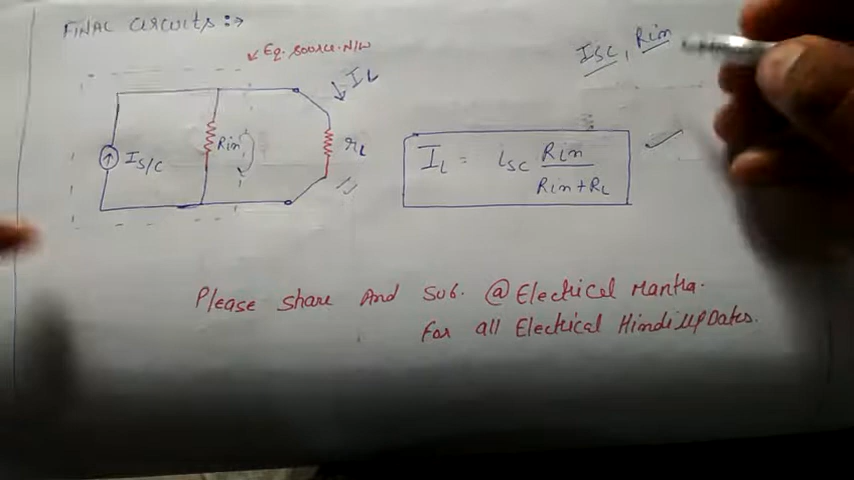 FINAL circuits :→
↙ Eq. source. N/W
IL
ISC, Rin
IS/C
Rin
rL
IL = ISC Rin
Rin + RL
Please share And Sub. @Electrical Mantra.
For all Electrical Hindi UpDates.